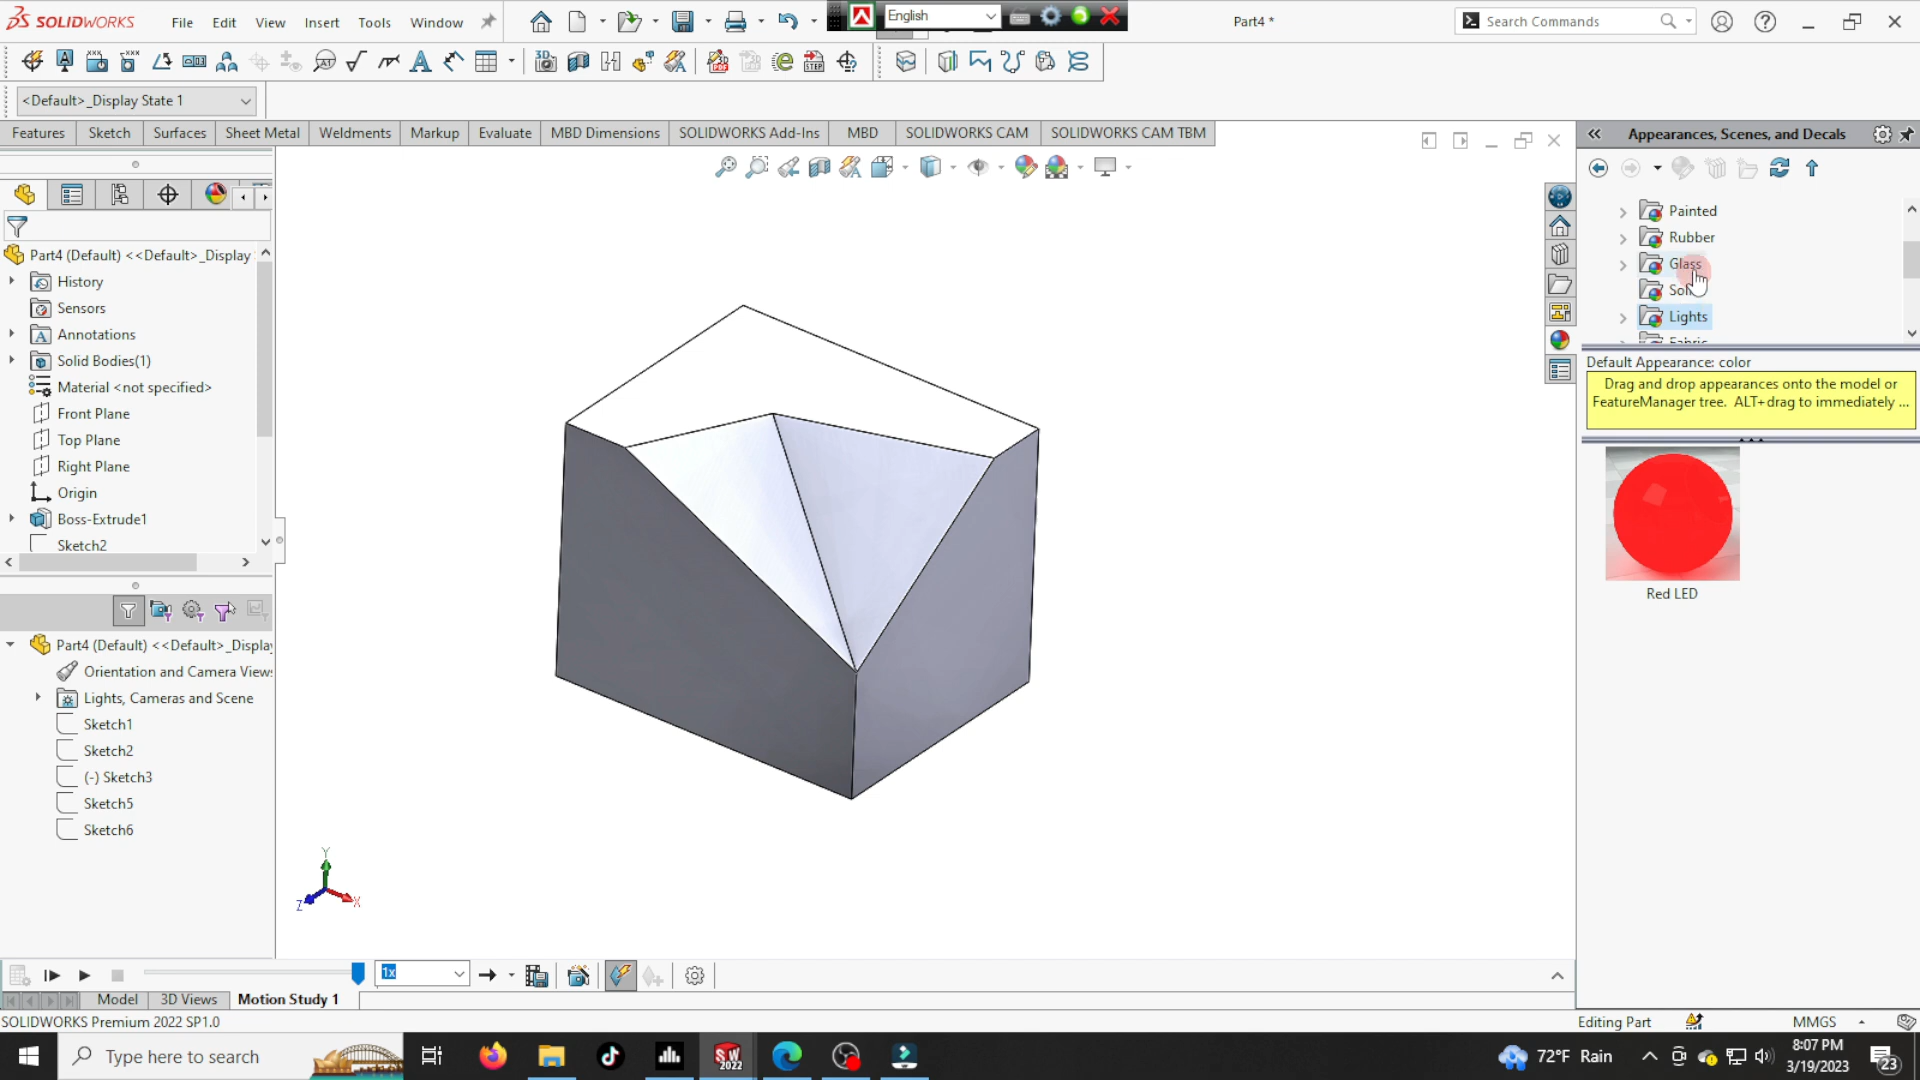 SOLIDWORKS File Edit View Insert Tools Window
English
Part4 *
Search Commands
<Default>_Display State 1
Features Sketch Surfaces Sheet Metal Weldments Markup Evaluate MBD Dimensions SOLIDWORKS Add-Ins MBD SOLIDWORKS CAM SOLIDWORKS CAM TBM
Appearances, Scenes, and Decals
Painted
Rubber
Glass
Lights
Default Appearance: color
Drag and drop appearances onto the model or
FeatureManager tree. ALT+drag to immediately ...
Red LED
Part4 (Default) <<Default>_Display
History
Sensors
Annotations
Solid Bodies(1)
Material <not specified>
Front Plane
Top Plane
Right Plane
Origin
Boss-Extrude1
Sketch2
Part4 (Default) <<Default>_Display
Orientation and Camera Views
Lights, Cameras and Scene
Sketch1
Sketch2
(-) Sketch3
Sketch5
Sketch6
Y
Z X
1x
Model 3D Views Motion Study 1
SOLIDWORKS Premium 2022 SP1.0
Editing Part
MMGS
Type here to search
SW
2022
72°F Rain
8:07 PM
3/19/2023
23